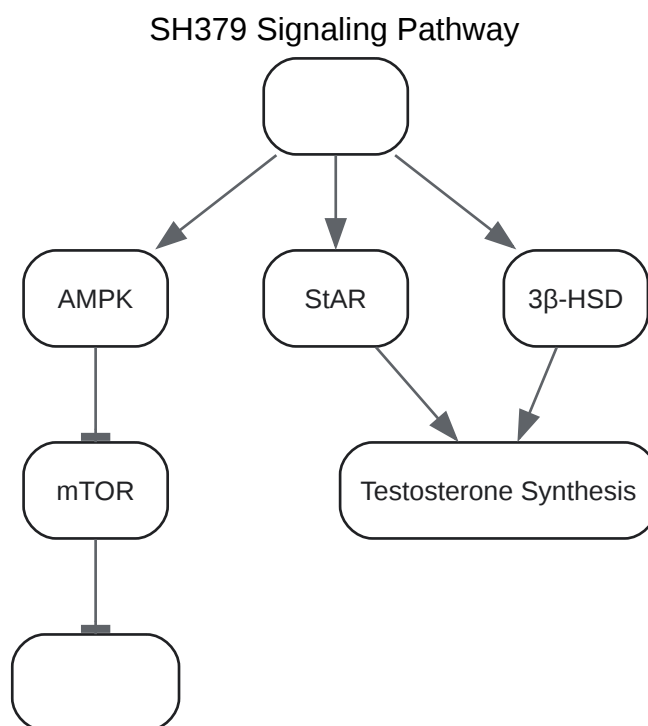 SH379 Signaling Pathway
AMPK
StAR
3β-HSD
mTOR
Testosterone Synthesis